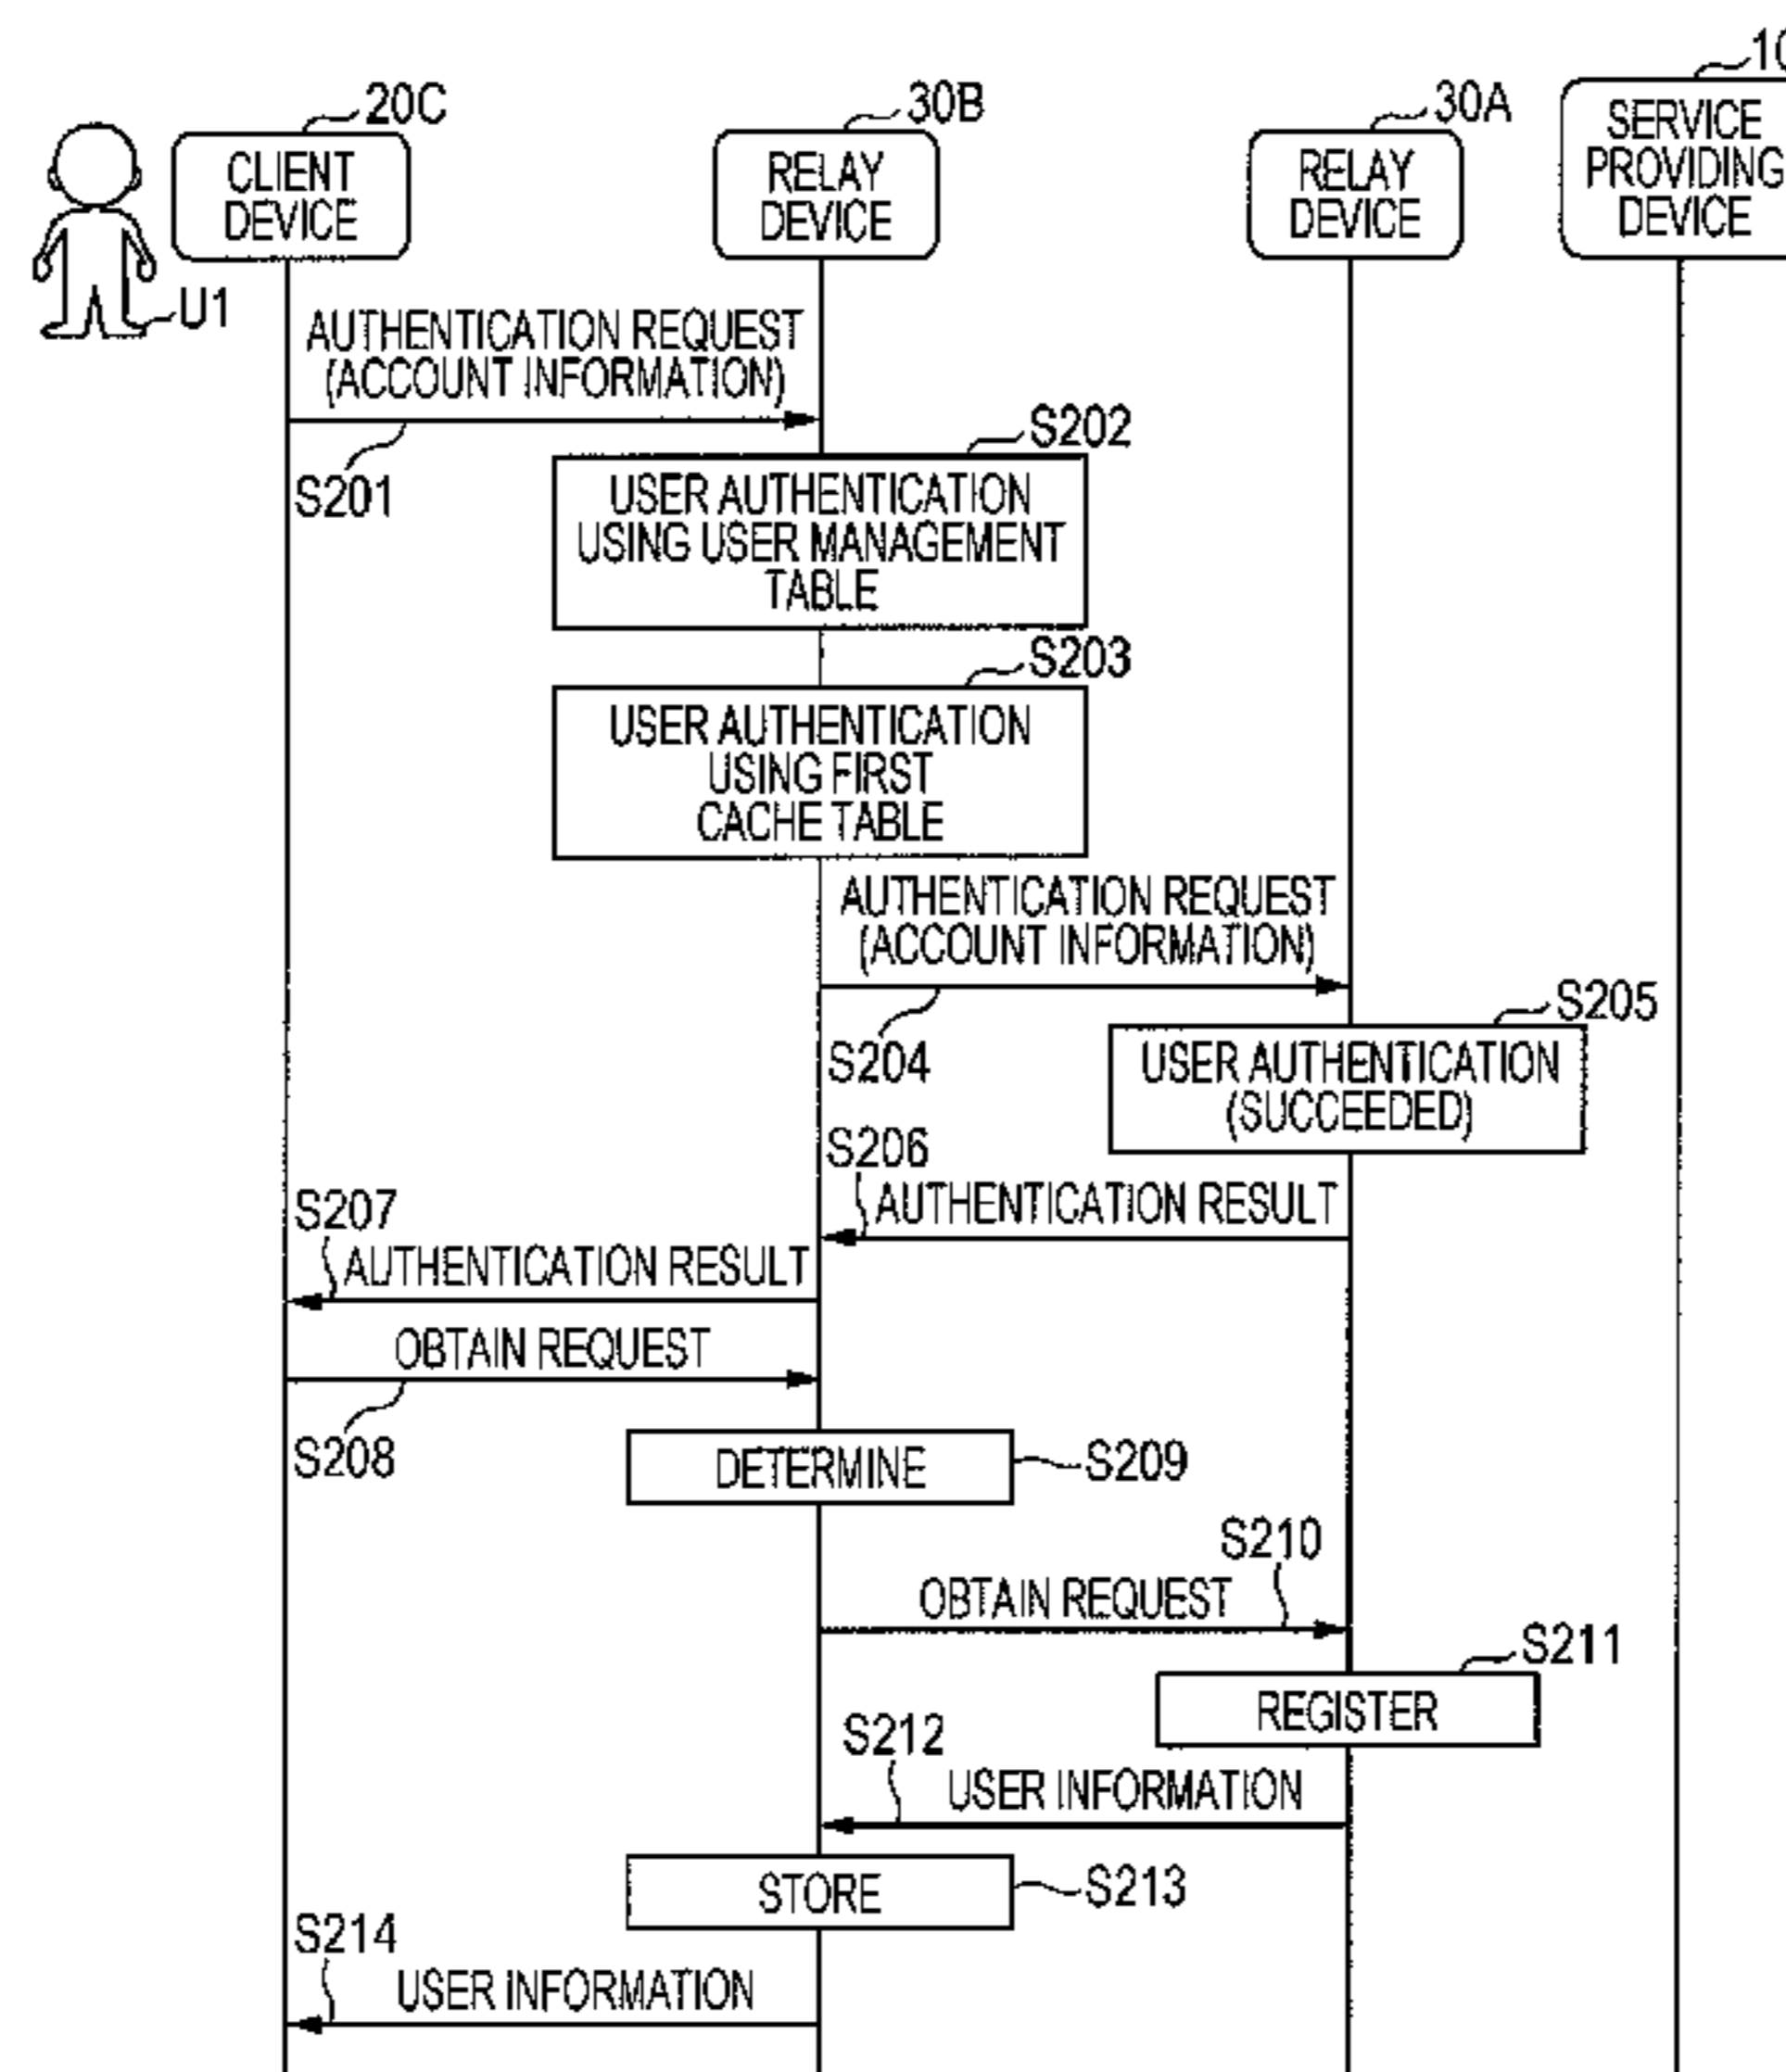 20C
30B
30A
CLIENT
DEVICE
RELAY
DEVICE
RELAY
DEVICE
SERVICE
PROVIDING
DEVICE
U1
AUTHENTICATION REQUEST
(ACCOUNT INFORMATION)
S201
S202
USER AUTHENTICATION
USING USER MANAGEMENT
TABLE
S203
USER AUTHENTICATION
USING FIRST
CACHE TABLE
AUTHENTICATION REQUEST
(ACCOUNT INFORMATION)
S204
S205
USER AUTHENTICATION
(SUCCEEDED)
S206
AUTHENTICATION RESULT
S207
AUTHENTICATION RESULT
OBTAIN REQUEST
S208
DETERMINE
S209
S210
OBTAIN REQUEST
S211
REGISTER
S212
USER INFORMATION
STORE
S213
S214
USER INFORMATION